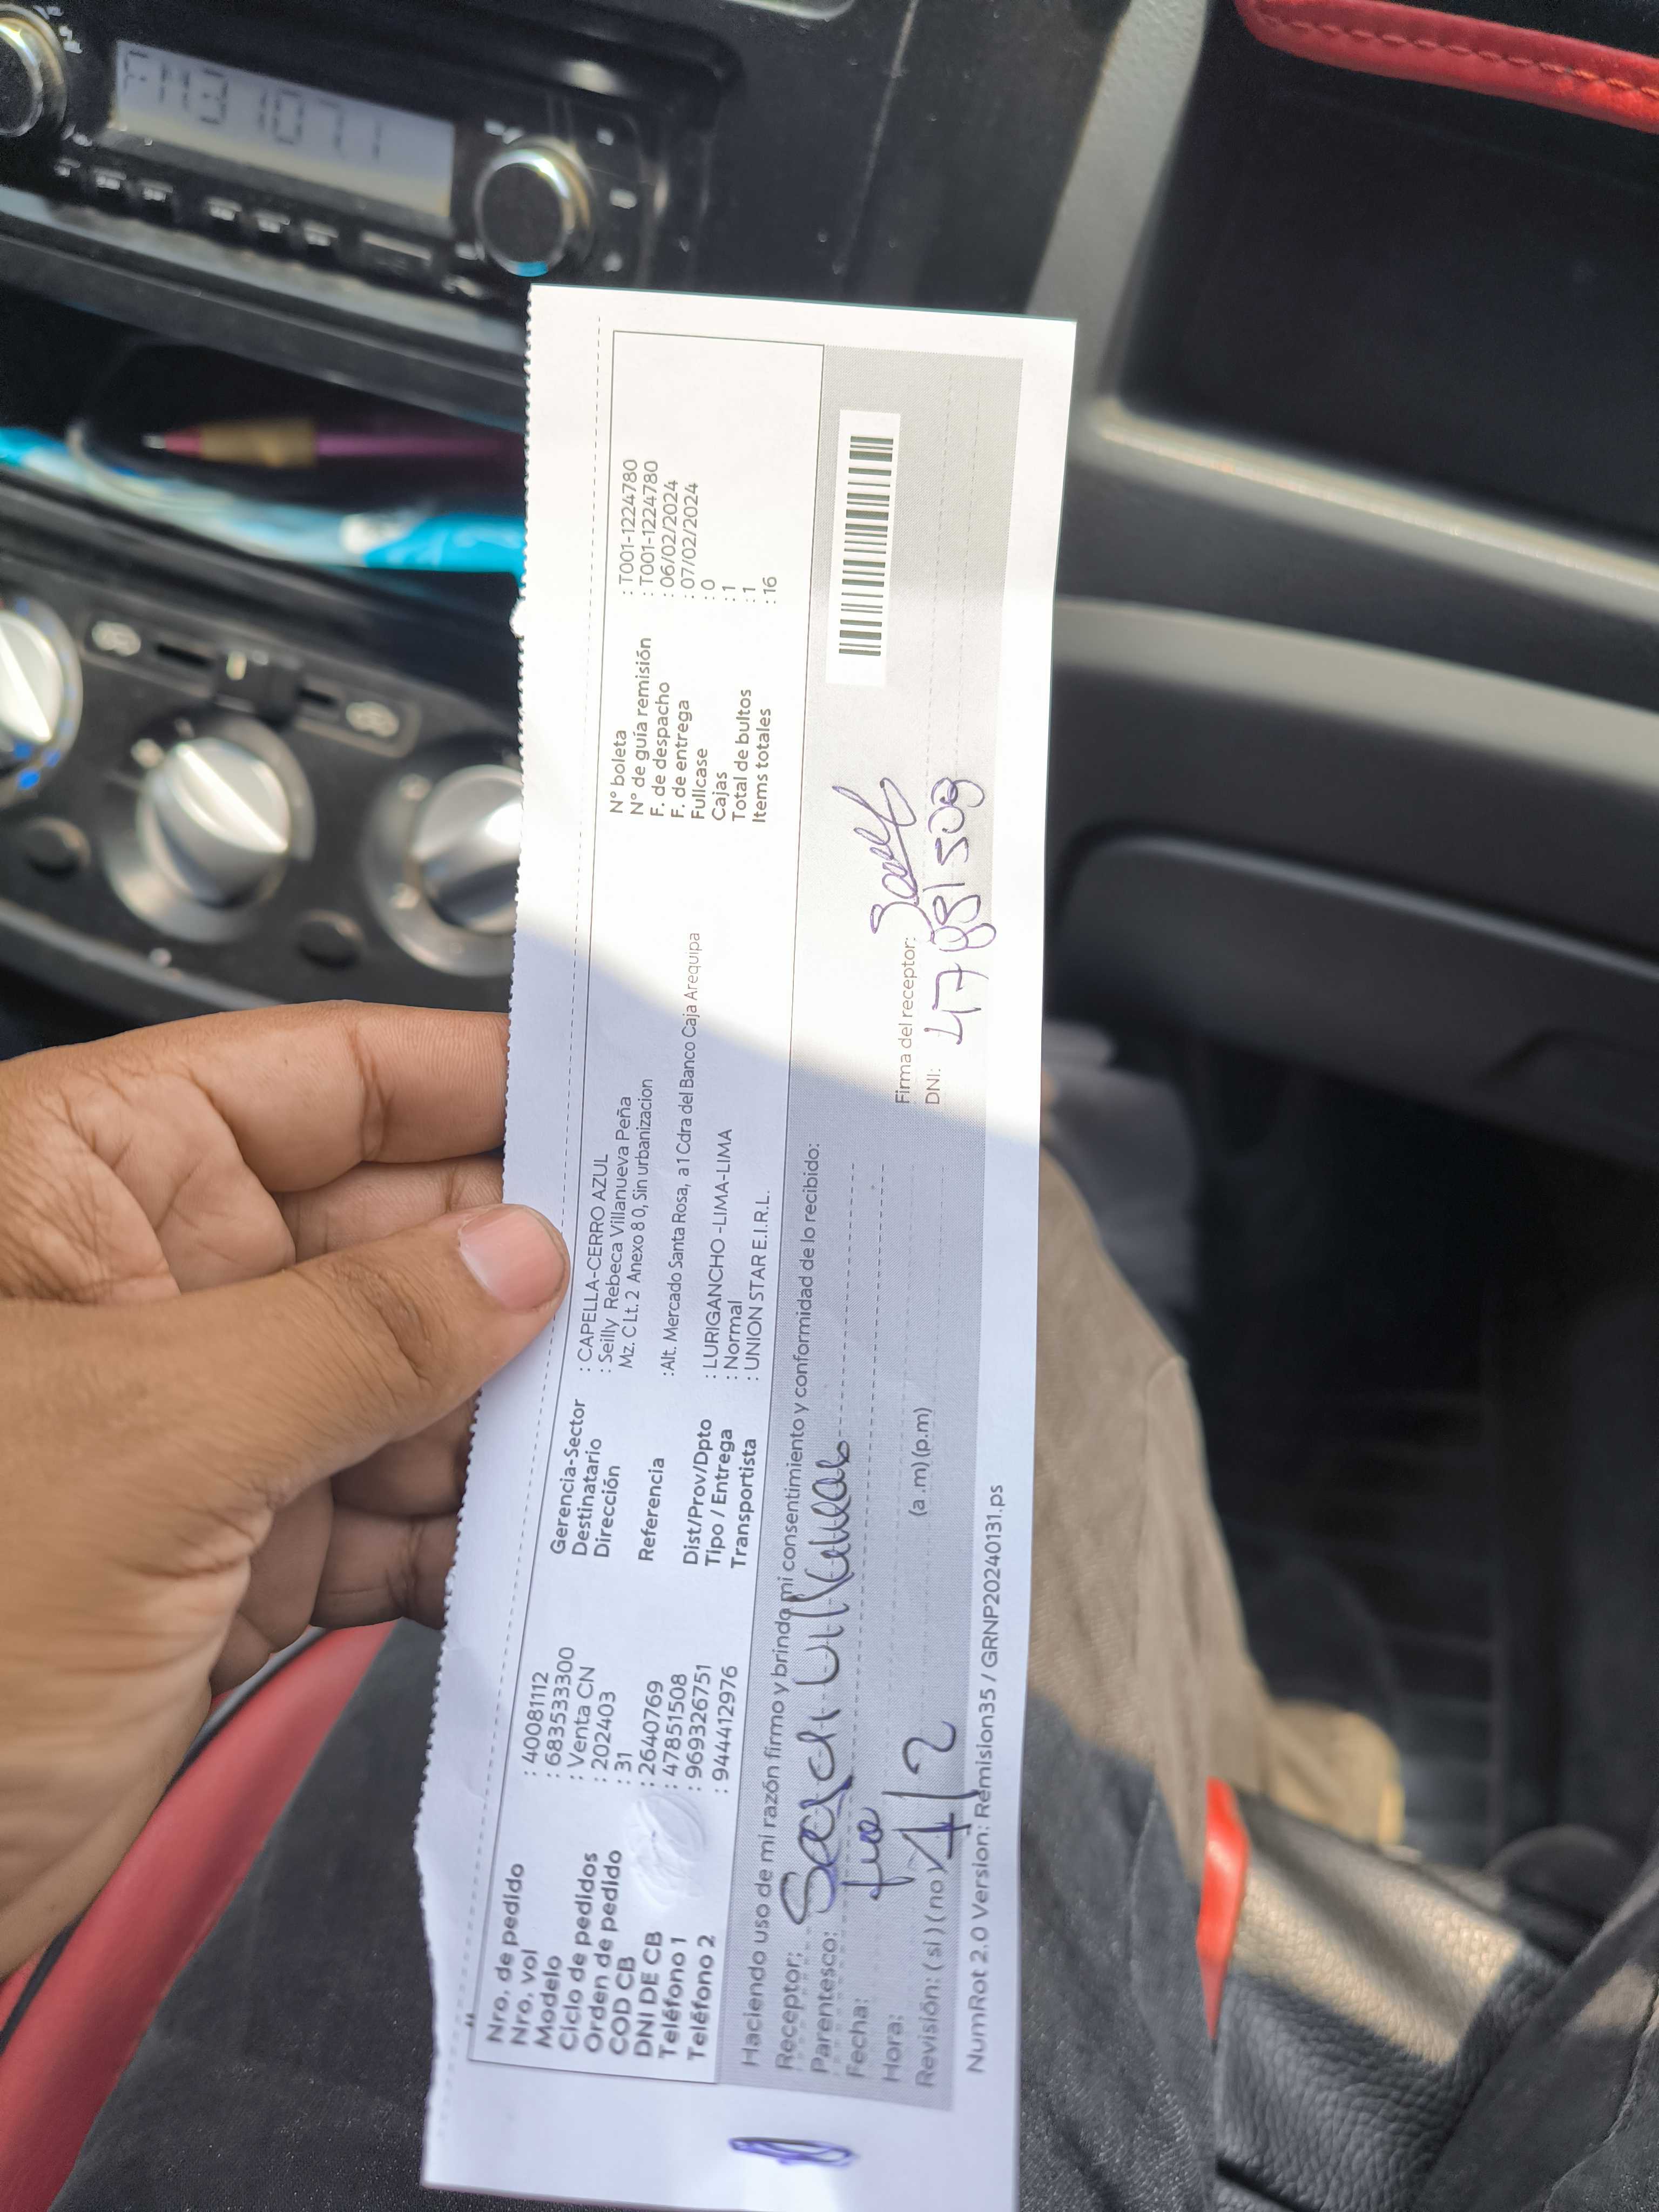 FM3 107.1
Nro. de pedido : 40081112
Nro. vol : 683533300
Modelo : Venta CN
Ciclo de pedidos : 202403
Orden de pedido : 31
COD CB : 2640769
DNI DE CB : 47851508
Teléfono 1 : 969326751
Teléfono 2 : 944412976
Gerencia-Sector : CAPELLA-CERRO AZUL
Destinatario : Seilly Rebeca Villanueva Peña
Dirección Mz. C Lt. 2 Anexo 8 0, Sin urbanizacion
Referencia :Alt. Mercado Santa Rosa, a 1 Cdra del Banco Caja Arequipa
Dist/Prov/Dpto : LURIGANCHO -LIMA-LIMA
Tipo / Entrega : Normal
Transportista : UNION STAR E.I.R.L.
N° boleta : T001-1224780
N° de guía remisión : T001-1224780
F. de despacho : 06/02/2024
F. de entrega : 07/02/2024
Fullcase : 0
Cajas : 1
Total de bultos : 1
Items totales : 16
Haciendo uso de mi razón firmo y brindo mi consentimiento y conformidad de lo recibido:
Receptor:
Parentesco:
Fecha:
Hora: (a.m) (p.m)
Revisión: ( si ) ( no )
Firma del receptor:
DNI: 47851508
NumRot 2.0 Version: Remision35 / GRNP20240131.ps